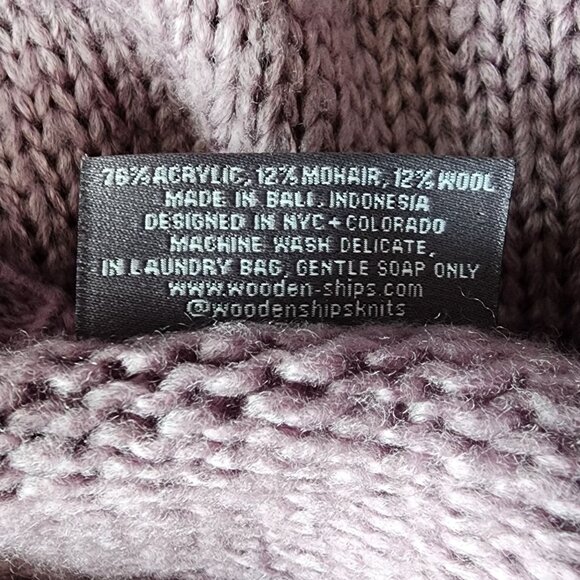 76% ACRYLIC, 12% MOHAIR, 12% WOOL
MADE IN BALI, INDONESIA
DESIGNED IN NYC + COLORADO
MACHINE WASH DELICATE,
IN LAUNDRY BAG, GENTLE SOAP ONLY
www.wooden-ships.com
@woodenshipsknits